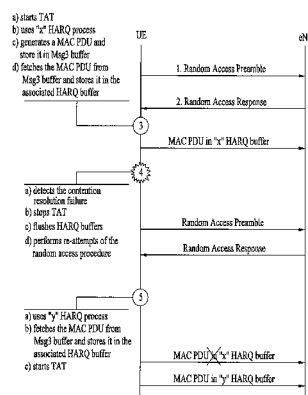 a) starts TAT
b) uses "x" HARQ process
c) generates a MAC PDU and
store it in Msg3 buffer
d) fetches the MAC PDU from
Msg3 buffer and stores it in the
associated HARQ buffer
UE
eN
1. Random Access Preamble
2. Random Access Response
3
MAC PDU in "x" HARQ buffer
4
a) detects the contention
resolution failure
b) stops TAT
c) flushes HARQ buffers
d) performs re-attempts of the
random access procedure
Random Access Preamble
Random Access Response
5
a) uses "y" HARQ process
b) fetches the MAC PDU from
Msg3 buffer and stores it in the
associated HARQ buffer
c) starts TAT
MAC PDU in "x" HARQ buffer
MAC PDU in "y" HARQ buffer